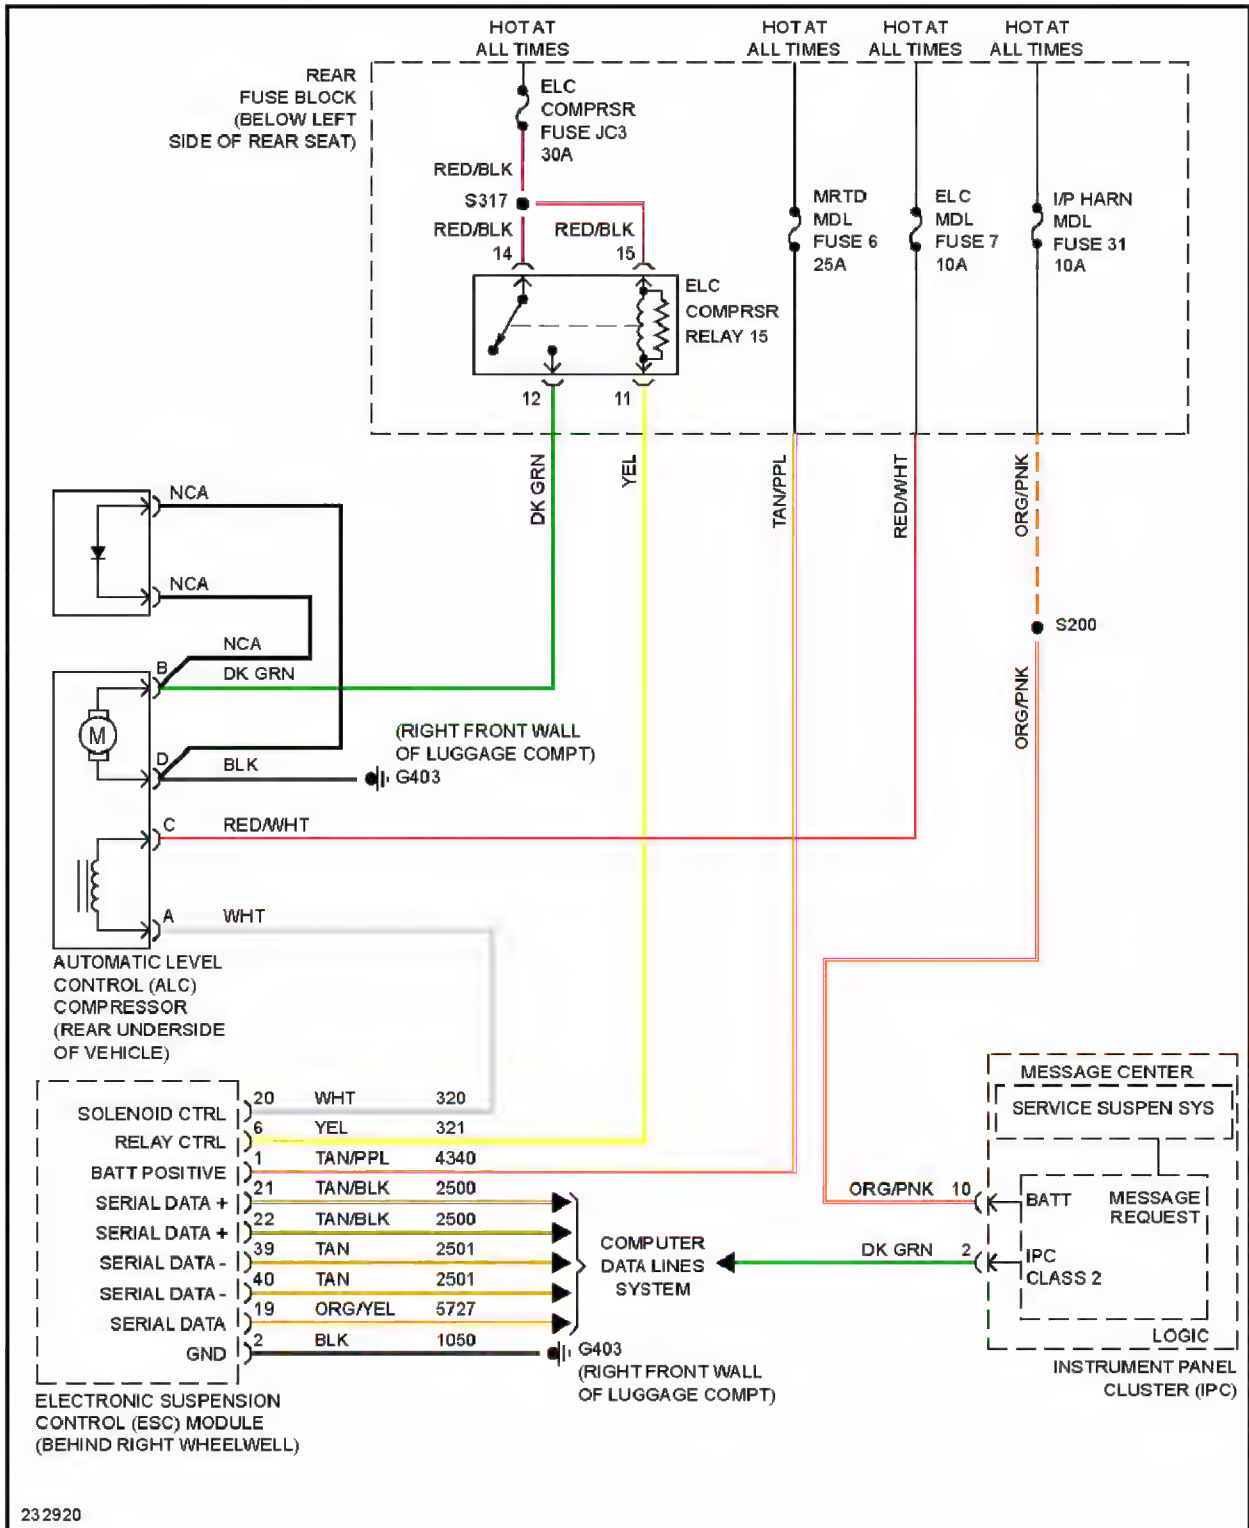 HOT AT
ALL TIMES
HOT AT
ALL TIMES
HOT AT
ALL TIMES
HOT AT
ALL TIMES
REAR
FUSE BLOCK
(BELOW LEFT
SIDE OF REAR SEAT)
ELC
COMPRSR
FUSE JC3
30A
RED/BLK
S317
RED/BLK
RED/BLK
14
15
MRTD
MDL
FUSE 6
25A
ELC
MDL
FUSE 7
10A
I/P HARN
MDL
FUSE 31
10A
ELC
COMPRSR
RELAY 15
12
11
DK GRN
YEL
TAN/PPL
RED/WHT
ORG/PNK
NCA
NCA
S200
ORG/PNK
NCA
B
DK GRN
M
D
BLK
(RIGHT FRONT WALL
OF LUGGAGE COMPT)
G403
C
RED/WHT
A
WHT
AUTOMATIC LEVEL
CONTROL (ALC)
COMPRESSOR
(REAR UNDERSIDE
OF VEHICLE)
SOLENOID CTRL 20 WHT 320
RELAY CTRL 6 YEL 321
BATT POSITIVE 1 TAN/PPL 4340
SERIAL DATA + 21 TAN/BLK 2500
SERIAL DATA + 22 TAN/BLK 2500
SERIAL DATA - 39 TAN 2501
SERIAL DATA - 40 TAN 2501
SERIAL DATA 19 ORG/YEL 5727
GND 2 BLK 1050
COMPUTER
DATA LINES
SYSTEM
G403
(RIGHT FRONT WALL
OF LUGGAGE COMPT)
ELECTRONIC SUSPENSION
CONTROL (ESC) MODULE
(BEHIND RIGHT WHEELWELL)
MESSAGE CENTER
SERVICE SUSPEN SYS
ORG/PNK 10
BATT
MESSAGE
REQUEST
DK GRN 2
IPC
CLASS 2
LOGIC
INSTRUMENT PANEL
CLUSTER (IPC)
232920